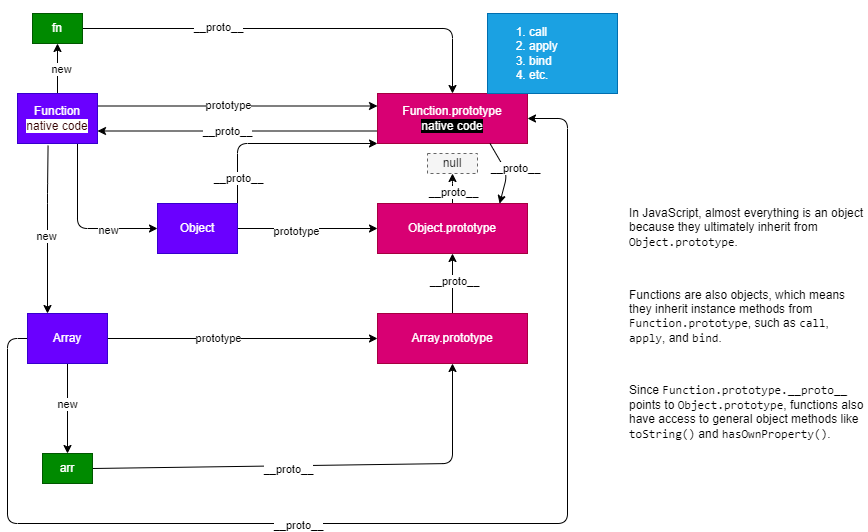 fn
__proto__
1. call
2. apply
3. bind
4. etc.
new
Function
native code
prototype
__proto__
Function.prototype
native code
null
__proto__
__proto__
__proto__
new
new
Object
prototype
Object.prototype
In JavaScript, almost everything is an object
because they ultimately inherit from
Object.prototype.
__proto__
Functions are also objects, which means
they inherit instance methods from
Function.prototype, such as call,
apply, and bind.
Array
prototype
Array.prototype
Since Function.prototype.__proto__
points to Object.prototype, functions also
have access to general object methods like
toString() and hasOwnProperty().
new
arr
__proto__
__proto__